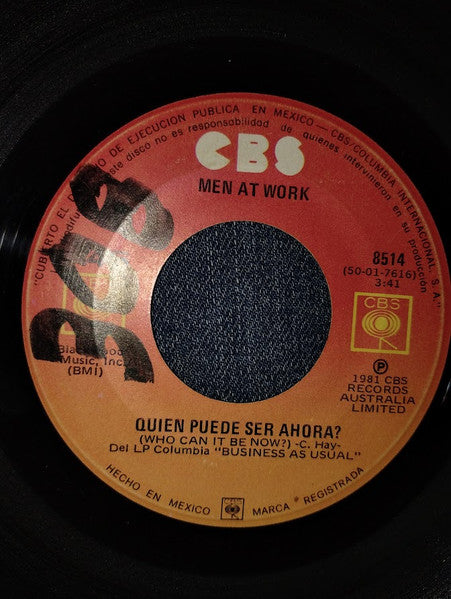 "CUBIERTO EL DERECHO DE EJECUCION PUBLICA EN MEXICO—CBS/COLUMBIA INTERNACIONAL, S.A."
este disco no es responsabilidad de quienes intervinieron en su producción
CBS
MEN AT WORK
8514
(50-01-7616)
3:41
CBS
Music, Inc.
(BMI)
Ⓟ
1981 CBS
RECORDS
AUSTRALIA
LIMITED
QUIEN PUEDE SER AHORA?
(WHO CAN IT BE NOW?) -C. Hay-
Del LP Columbia "BUSINESS AS USUAL"
HECHO EN MEXICO
CBS
MARCA ® REGISTRADA